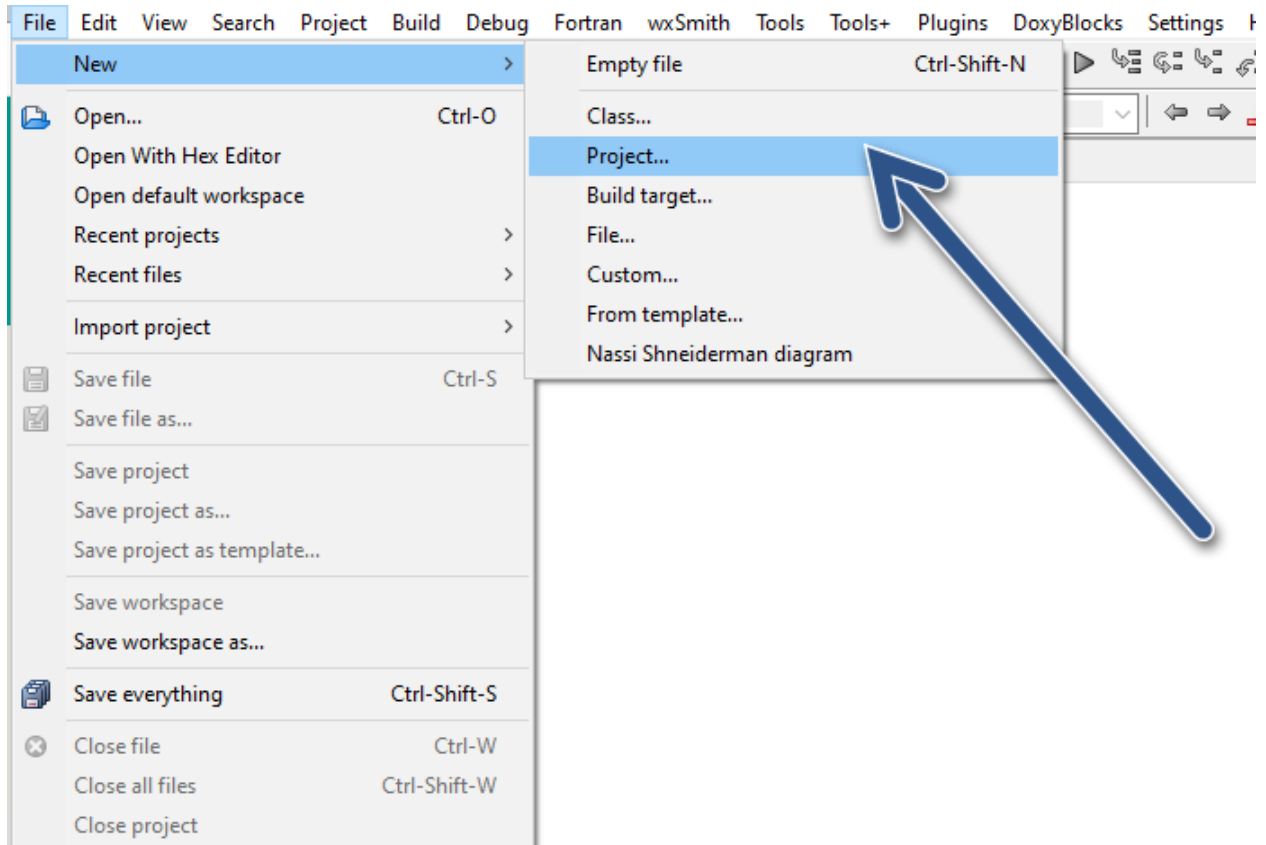 File Edit View Search Project Build Debug Fortran wxSmith Tools Tools+ Plugins DoxyBlocks Settings
New
Open... Ctrl-O
Open With Hex Editor
Open default workspace
Recent projects
Recent files
Import project
Save file Ctrl-S
Save file as...
Save project
Save project as...
Save project as template...
Save workspace
Save workspace as...
Save everything Ctrl-Shift-S
Close file Ctrl-W
Close all files Ctrl-Shift-W
Close project
Empty file Ctrl-Shift-N
Class...
Project...
Build target...
File...
Custom...
From template...
Nassi Shneiderman diagram